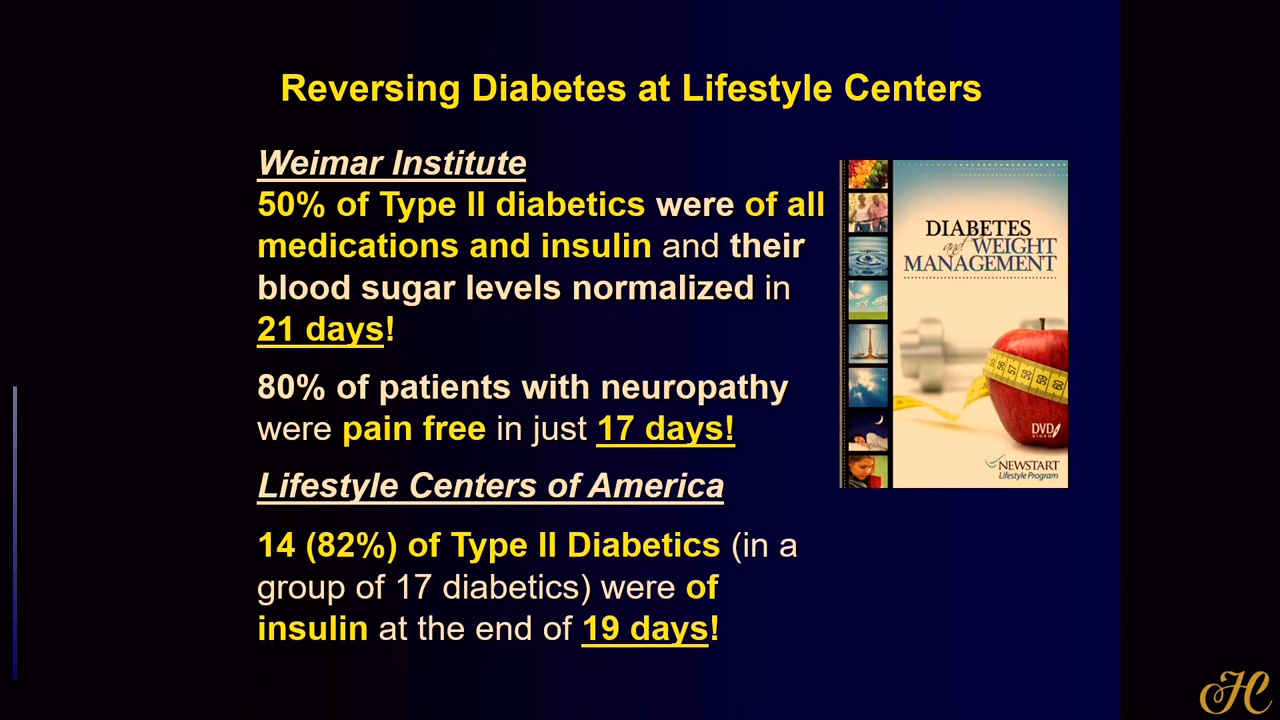 Reversing Diabetes at Lifestyle Centers
Weimar Institute
50% of Type II diabetics were of all
medications and insulin and their
blood sugar levels normalized in
21 days!
80% of patients with neuropathy
were pain free in just 17 days!
Lifestyle Centers of America
14 (82%) of Type II Diabetics (in a
group of 17 diabetics) were of
insulin at the end of 19 days!
DIABETES
and WEIGHT
MANAGEMENT
DVD
VIDEO
NEWSTART
Lifestyle Program
HC